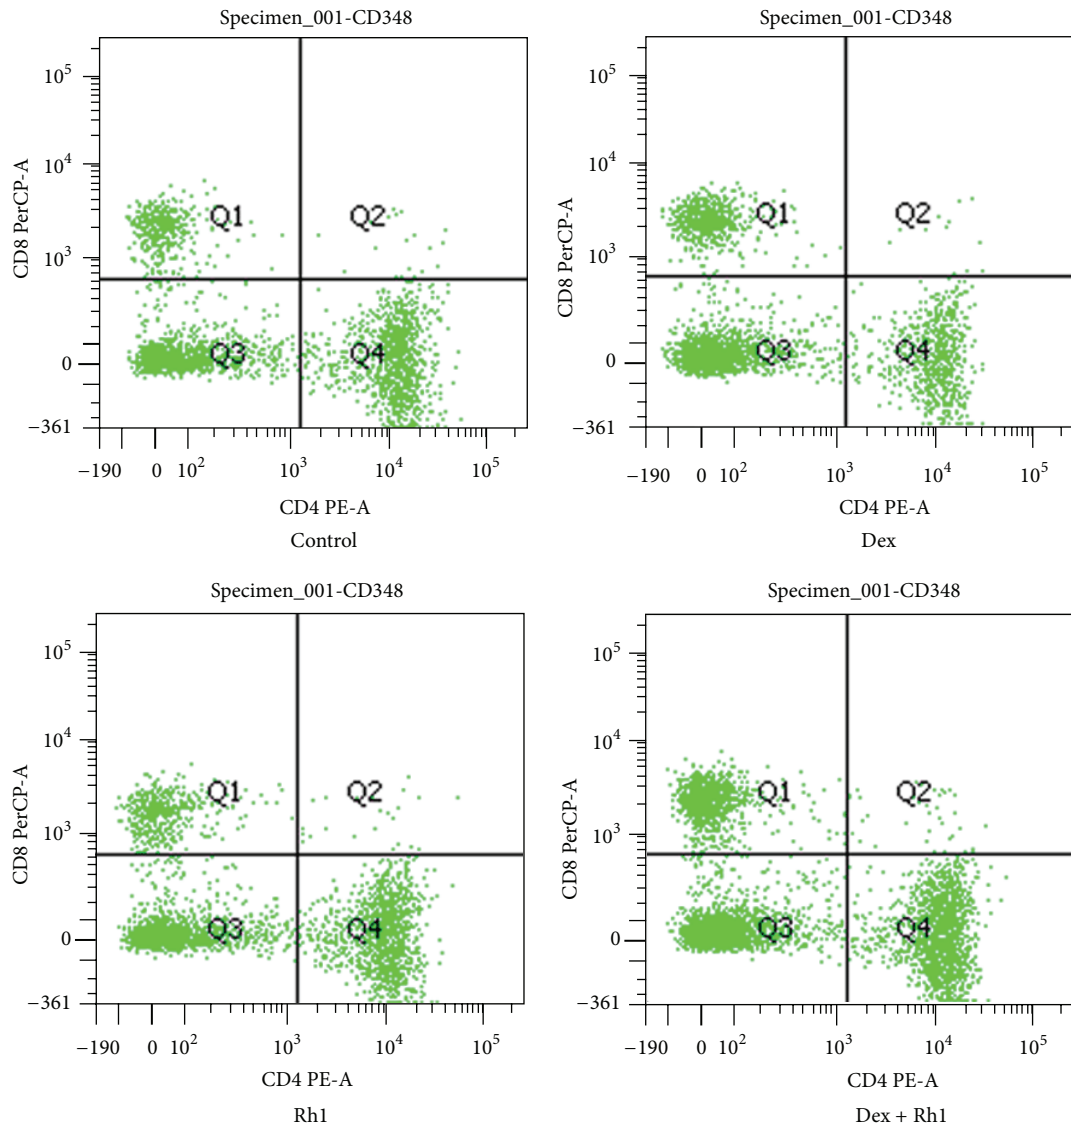 Specimen_001-CD348
10^5
10^4
10^3
0
−361
CD8 PerCP-A
Q1
Q2
Q3
Q4
−190 0 10^2 10^3 10^4 10^5
CD4 PE-A
Control
Specimen_001-CD348
10^5
10^4
10^3
0
−361
CD8 PerCP-A
Q1
Q2
Q3
Q4
−190 0 10^2 10^3 10^4 10^5
CD4 PE-A
Dex
Specimen_001-CD348
10^5
10^4
10^3
0
−361
CD8 PerCP-A
Q1
Q2
Q3
Q4
−190 0 10^2 10^3 10^4 10^5
CD4 PE-A
Rh1
Specimen_001-CD348
10^5
10^4
10^3
0
−361
CD8 PerCP-A
Q1
Q2
Q3
Q4
−190 0 10^2 10^3 10^4 10^5
CD4 PE-A
Dex + Rh1